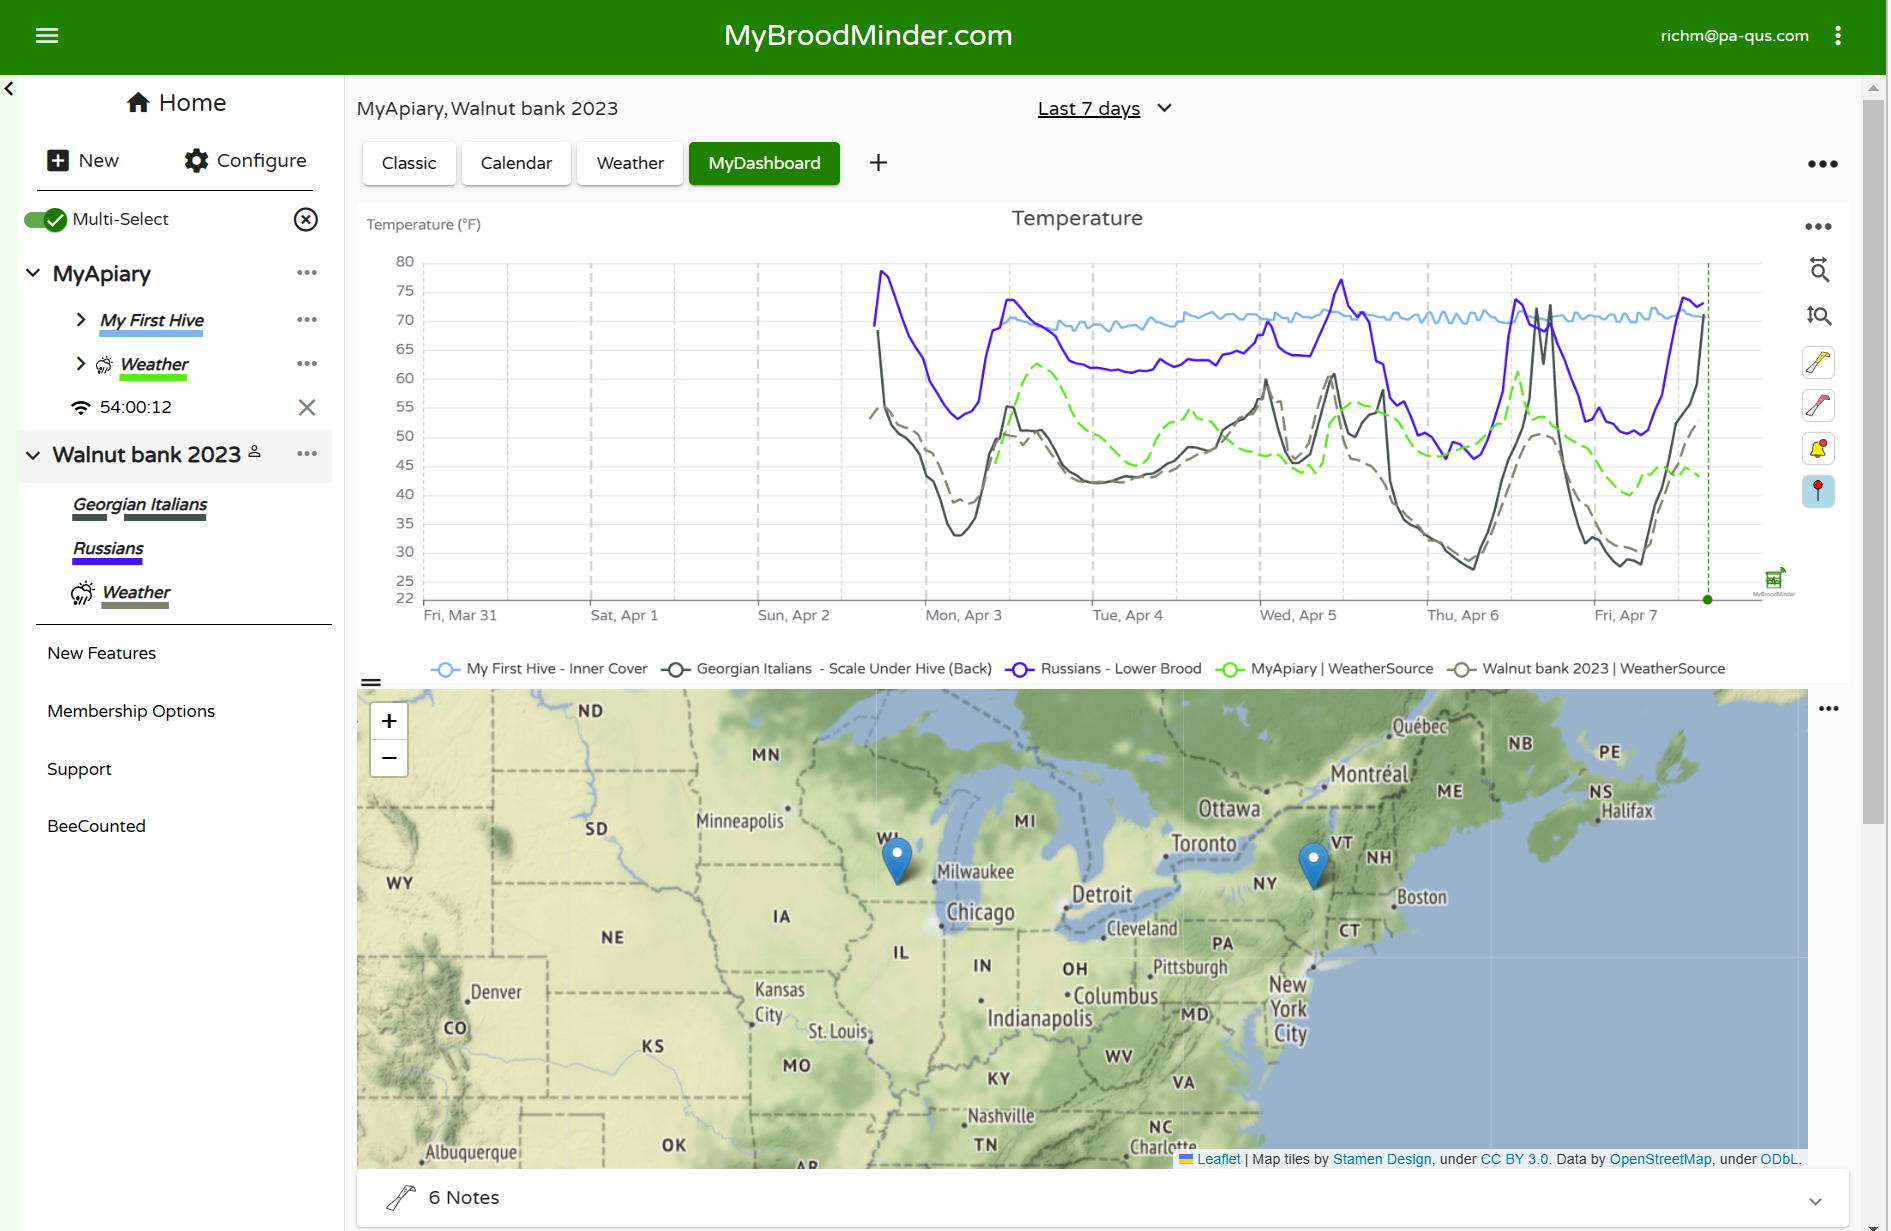 MyBroodMinder.com
richm@pa-qus.com
Home
New
Configure
Multi-Select
MyApiary
My First Hive
Weather
54:00:12
Walnut bank 2023
Georgian Italians
Russians
Weather
New Features
Membership Options
Support
BeeCounted
MyApiary, Walnut bank 2023
Last 7 days
Classic
Calendar
Weather
MyDashboard
Temperature (°F)
Temperature
80
75
70
65
60
55
50
45
40
35
30
25
22
Fri, Mar 31
Sat, Apr 1
Sun, Apr 2
Mon, Apr 3
Tue, Apr 4
Wed, Apr 5
Thu, Apr 6
Fri, Apr 7
MyBroodMinder
My First Hive - Inner Cover
Georgian Italians - Scale Under Hive (Back)
Russians - Lower Brood
MyApiary | WeatherSource
Walnut bank 2023 | WeatherSource
+
−
ND
MN
Québec
NB
PE
Montréal
ME
NS
Halifax
Ottawa
Minneapolis
SD
WI
MI
Toronto
VT
NH
WY
Milwaukee
Detroit
NY
Boston
IA
Chicago
Cleveland
CT
NE
IL
IN
OH
PA
Pittsburgh
Denver
Kansas
City
Columbus
New
York
City
CO
St. Louis
Indianapolis
MD
KS
MO
WV
KY
VA
Nashville
Albuquerque
OK
TN
NC
Charlotte
AR
Leaflet | Map tiles by Stamen Design, under CC BY 3.0. Data by OpenStreetMap, under ODbL.
6 Notes